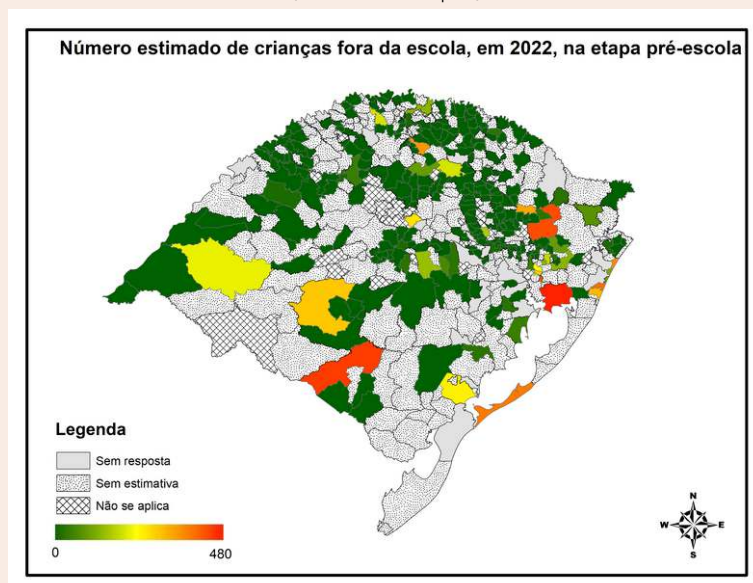 Número estimado de crianças fora da escola, em 2022, na etapa pré-escola
Legenda
Sem resposta
Sem estimativa
Não se aplica
0
480
N
W
E
S